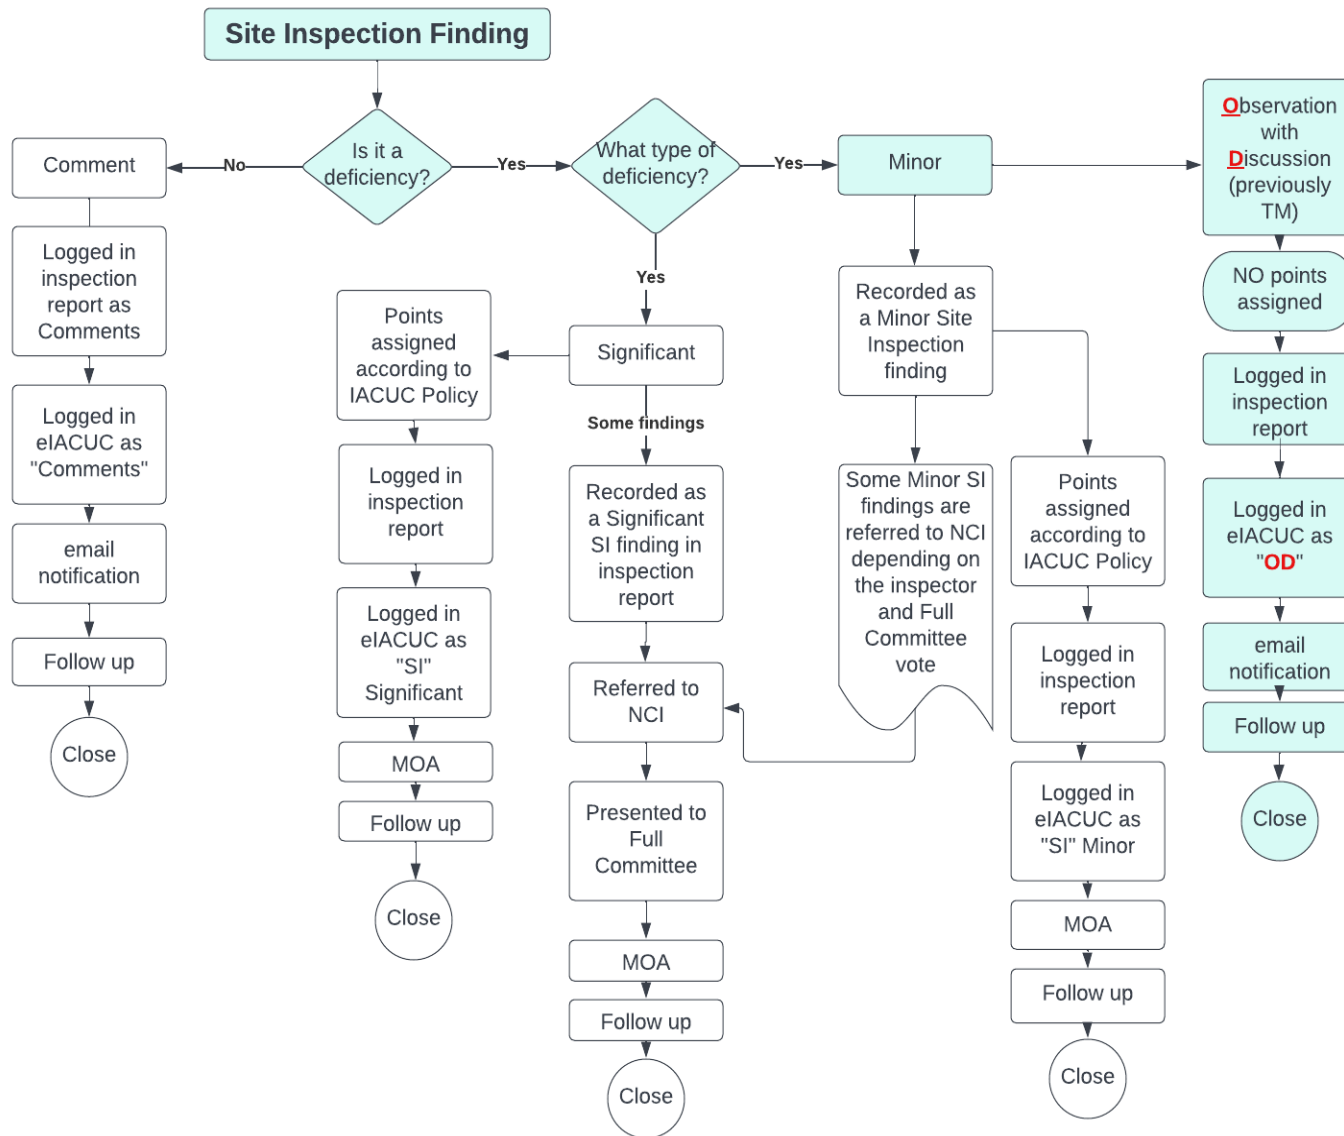 Site Inspection Finding
Is it a
deficiency?
No
Comment
Logged in
inspection
report as
Comments
Logged in
eIACUC as
"Comments"
email
notification
Follow up
Close
Yes
What type of
deficiency?
Yes
Significant
Points
assigned
according to
IACUC Policy
Logged in
inspection
report
Logged in
eIACUC as
"SI"
Significant
MOA
Follow up
Close
Some findings
Recorded as
a Significant
SI finding in
inspection
report
Referred to
NCI
Presented to
Full
Committee
MOA
Follow up
Close
Yes
Minor
Recorded as
a Minor Site
Inspection
finding
Some Minor SI
findings are
referred to NCI
depending on
the inspector
and Full
Committee
vote
Points
assigned
according to
IACUC Policy
Logged in
inspection
report
Logged in
eIACUC as
"SI" Minor
MOA
Follow up
Close
Observation
with
Discussion
(previously
TM)
NO points
assigned
Logged in
inspection
report
Logged in
eIACUC as
"OD"
email
notification
Follow up
Close